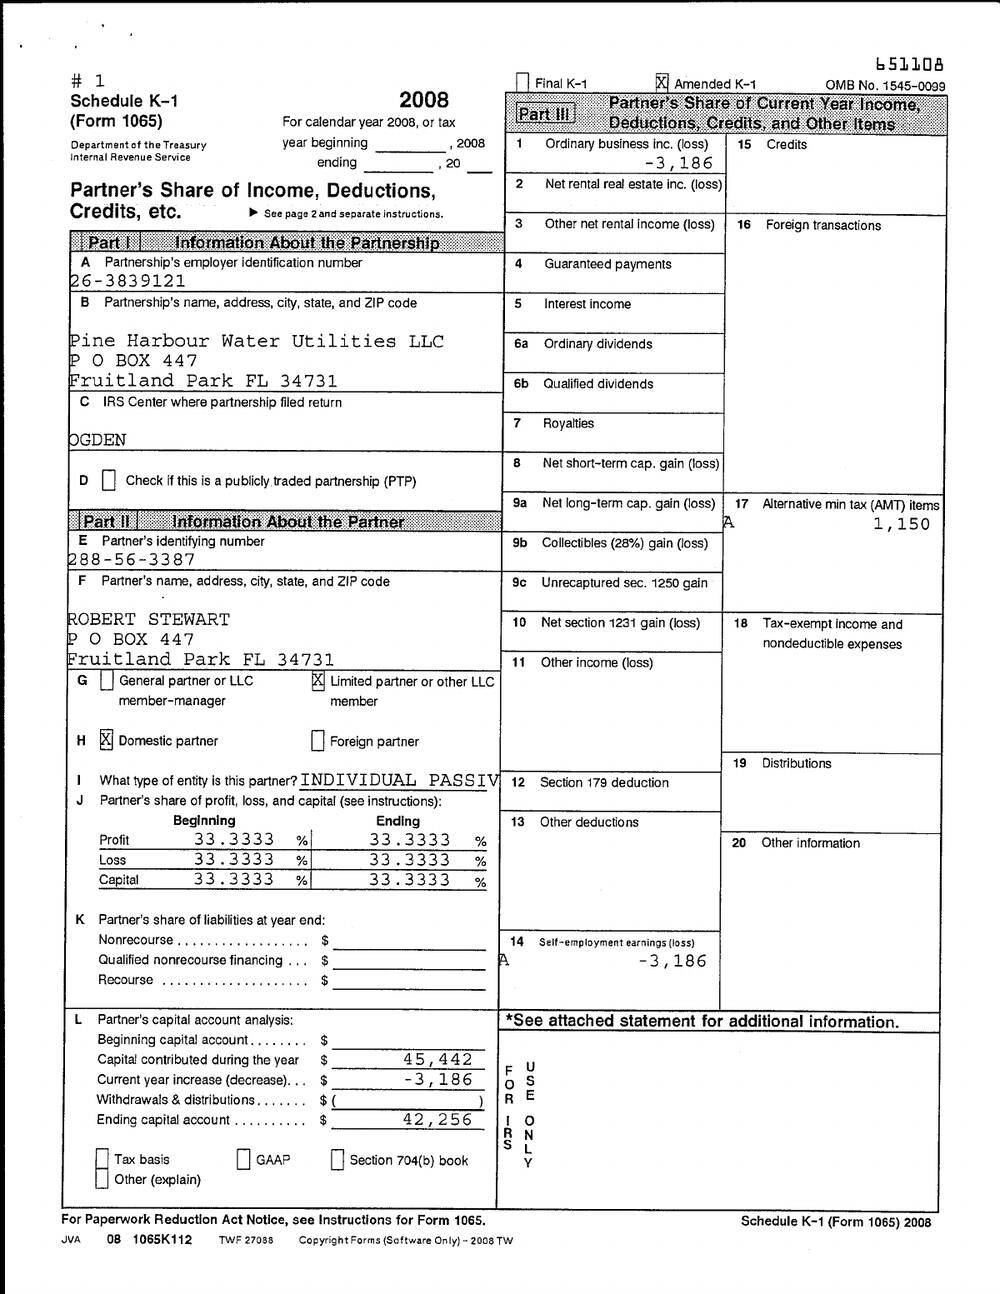 651108
# 1
Final K-1 X Amended K-1 OMB No. 1545-0099
Schedule K-1
(Form 1065)
2008
Department of the Treasury
Internal Revenue Service
For calendar year 2008, or tax
year beginning , 2008
ending , 20
Partner's Share of Income, Deductions,
Credits, etc. ▶ See page 2 and separate instructions.
Part I Information About the Partnership
A Partnership's employer identification number
26-3839121
B Partnership's name, address, city, state, and ZIP code
Pine Harbour Water Utilities LLC
P O BOX 447
Fruitland Park FL 34731
C IRS Center where partnership filed return
OGDEN
D Check if this is a publicly traded partnership (PTP)
Part II Information About the Partner
E Partner's identifying number
288-56-3387
F Partner's name, address, city, state, and ZIP code
ROBERT STEWART
P O BOX 447
Fruitland Park FL 34731
G General partner or LLC
member-manager
X Limited partner or other LLC
member
H X Domestic partner Foreign partner
I What type of entity is this partner? INDIVIDUAL PASSIV
J Partner's share of profit, loss, and capital (see instructions):
Beginning Ending
Profit 33.3333 % 33.3333 %
Loss 33.3333 % 33.3333 %
Capital 33.3333 % 33.3333 %
K Partner's share of liabilities at year end:
Nonrecourse .................. $
Qualified nonrecourse financing ... $
Recourse .................... $
L Partner's capital account analysis:
Beginning capital account........ $
Capital contributed during the year $ 45,442
Current year increase (decrease)... $ -3,186
Withdrawals & distributions....... $ ( )
Ending capital account .......... $ 42,256
Tax basis GAAP Section 704(b) book
Other (explain)
Part III Partner's Share of Current Year Income,
Deductions, Credits, and Other Items
1 Ordinary business inc. (loss)
-3,186
2 Net rental real estate inc. (loss)
3 Other net rental income (loss)
4 Guaranteed payments
5 Interest income
6a Ordinary dividends
6b Qualified dividends
7 Royalties
8 Net short-term cap. gain (loss)
9a Net long-term cap. gain (loss)
9b Collectibles (28%) gain (loss)
9c Unrecaptured sec. 1250 gain
10 Net section 1231 gain (loss)
11 Other income (loss)
12 Section 179 deduction
13 Other deductions
14 Self-employment earnings (loss)
A -3,186
15 Credits
16 Foreign transactions
17 Alternative min tax (AMT) items
A 1,150
18 Tax-exempt income and
nondeductible expenses
19 Distributions
20 Other information
*See attached statement for additional information.
FOR IRS
USE ONLY
For Paperwork Reduction Act Notice, see Instructions for Form 1065. Schedule K-1 (Form 1065) 2008
JVA 08 1065K112 TWF 27088 Copyright Forms (Software Only) - 2008 TW